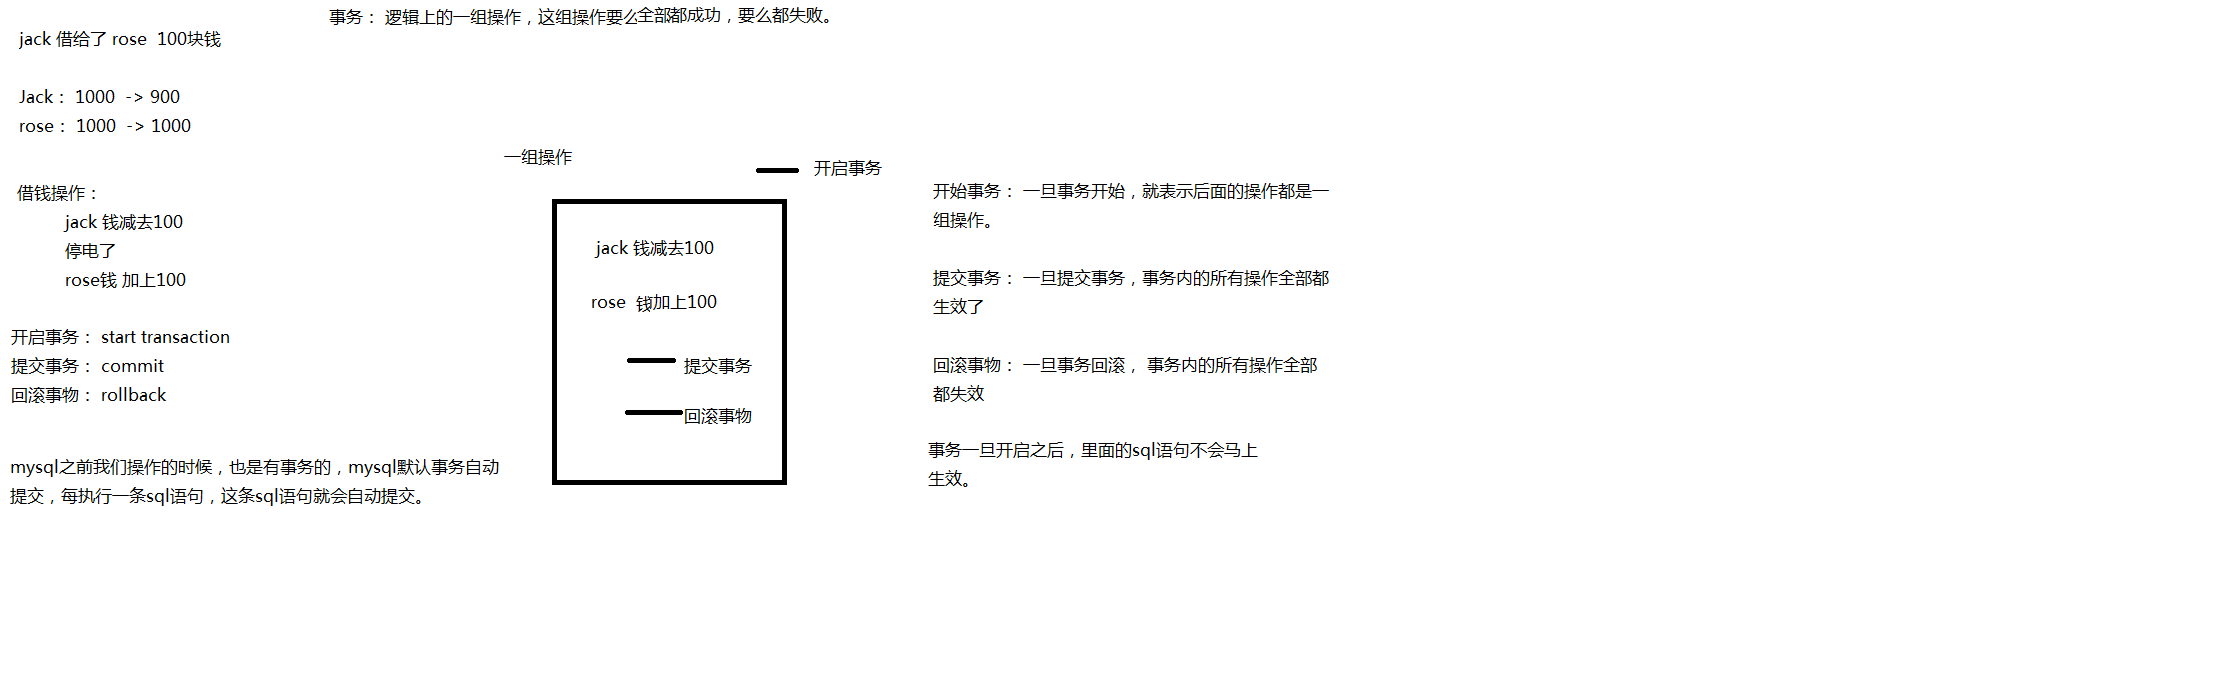 事务： 逻辑上的一组操作，这组操作要么全部都成功，要么都失败。
jack 借给了 rose  100块钱
Jack： 1000  -> 900
rose： 1000  -> 1000
借钱操作：
jack 钱减去100
停电了
rose钱 加上100
开启事务： start transaction
提交事务： commit
回滚事物： rollback
mysql之前我们操作的时候，也是有事务的，mysql默认事务自动
提交，每执行一条sql语句，这条sql语句就会自动提交。
一组操作
开启事务
jack 钱减去100
rose  钱加上100
提交事务
回滚事物
开始事务： 一旦事务开始，就表示后面的操作都是一
组操作。
提交事务： 一旦提交事务，事务内的所有操作全部都
生效了
回滚事物： 一旦事务回滚， 事务内的所有操作全部
都失效
事务一旦开启之后，里面的sql语句不会马上
生效。